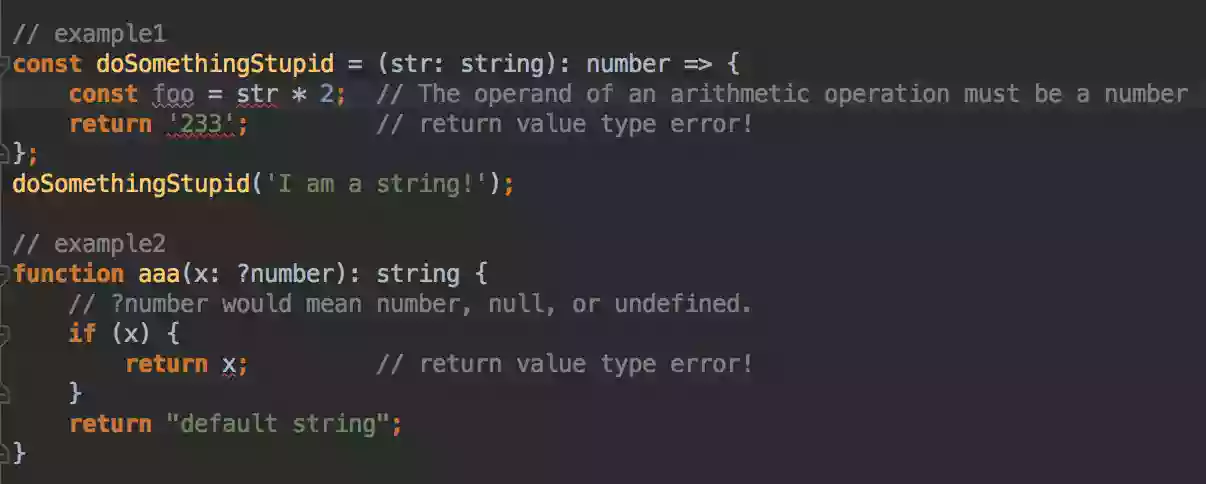 // example1
const doSomethingStupid = (str: string): number => {
    const foo = str * 2;  // The operand of an arithmetic operation must be a number
    return '233';         // return value type error!
};
doSomethingStupid('I am a string!');
// example2
function aaa(x: ?number): string {
    // ?number would mean number, null, or undefined.
    if (x) {
        return x;         // return value type error!
    }
    return "default string";
}